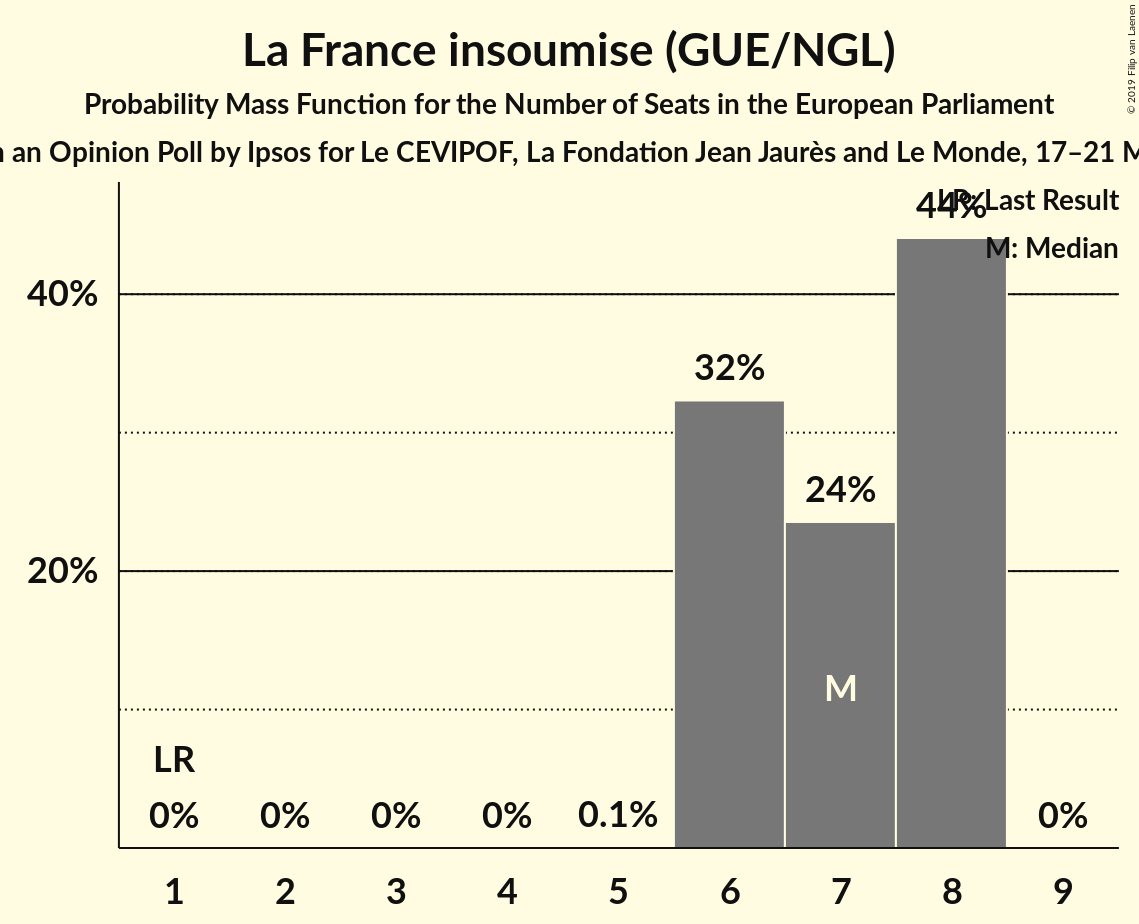 La France insoumise (GUE/NGL)
Probability Mass Function for the Number of Seats in the European Parliament
an Opinion Poll by Ipsos for Le CEVIPOF, La Fondation Jean Jaurès and Le Monde, 17–21
© 2019 Filip van Laenen
LR: Last Result
M: Median
44%
40%
32%
24%
20%
M
LR
0% 0% 0% 0% 0.1% 0%
1 2 3 4 5 6 7 8 9